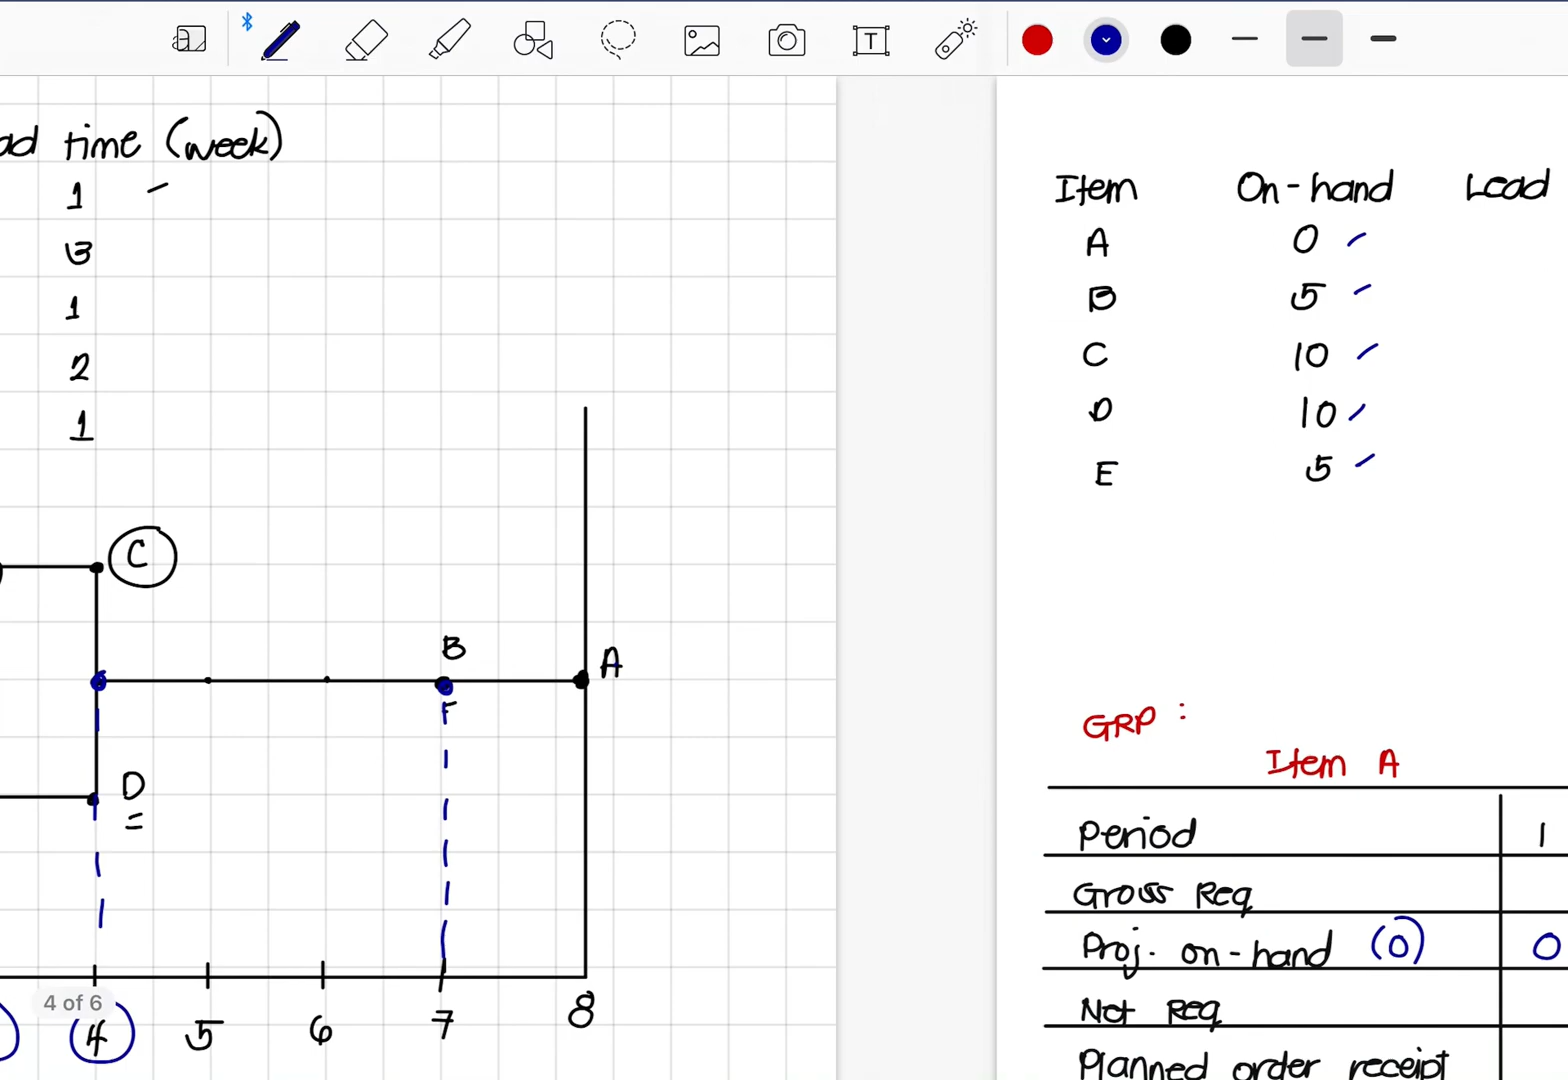 T
ad time (week)
1
3
1
2
1
C
B
A
F
D
4 of 6
4 5 6 7 8
Item On-hand Lead
A 0
B 5
C 10
D 10
E 5
GRP :
Item A
Period 1
Gross Req
Proj. on-hand (0) 0
Net Req
Planned order receipt